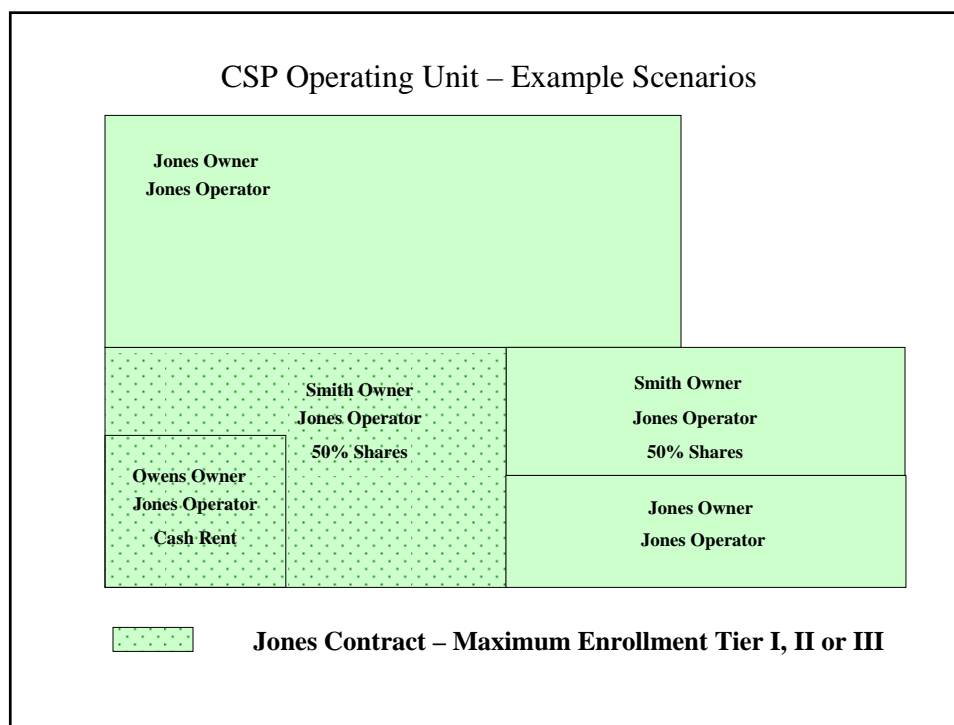 CSP Operating Unit – Example Scenarios
Jones Owner
Jones Operator
Smith Owner
Jones Operator
50% Shares
Smith Owner
Jones Operator
50% Shares
Owens Owner
Jones Operator
Cash Rent
Jones Owner
Jones Operator
Jones Contract – Maximum Enrollment Tier I, II or III